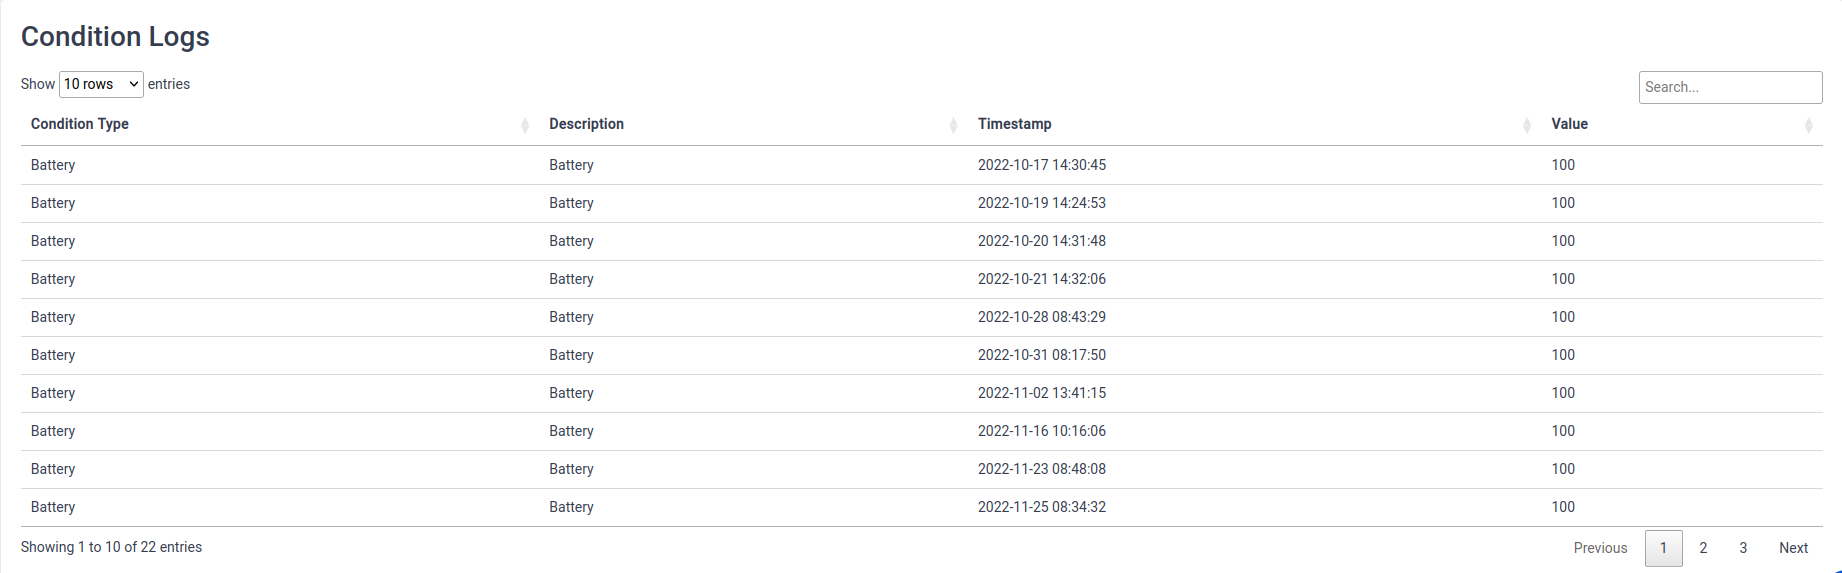 Condition Logs
Show 10 rows entries
Search...
Condition Type Description Timestamp Value
Battery Battery 2022-10-17 14:30:45 100
Battery Battery 2022-10-19 14:24:53 100
Battery Battery 2022-10-20 14:31:48 100
Battery Battery 2022-10-21 14:32:06 100
Battery Battery 2022-10-28 08:43:29 100
Battery Battery 2022-10-31 08:17:50 100
Battery Battery 2022-11-02 13:41:15 100
Battery Battery 2022-11-16 10:16:06 100
Battery Battery 2022-11-23 08:48:08 100
Battery Battery 2022-11-25 08:34:32 100
Showing 1 to 10 of 22 entries
Previous 1 2 3 Next